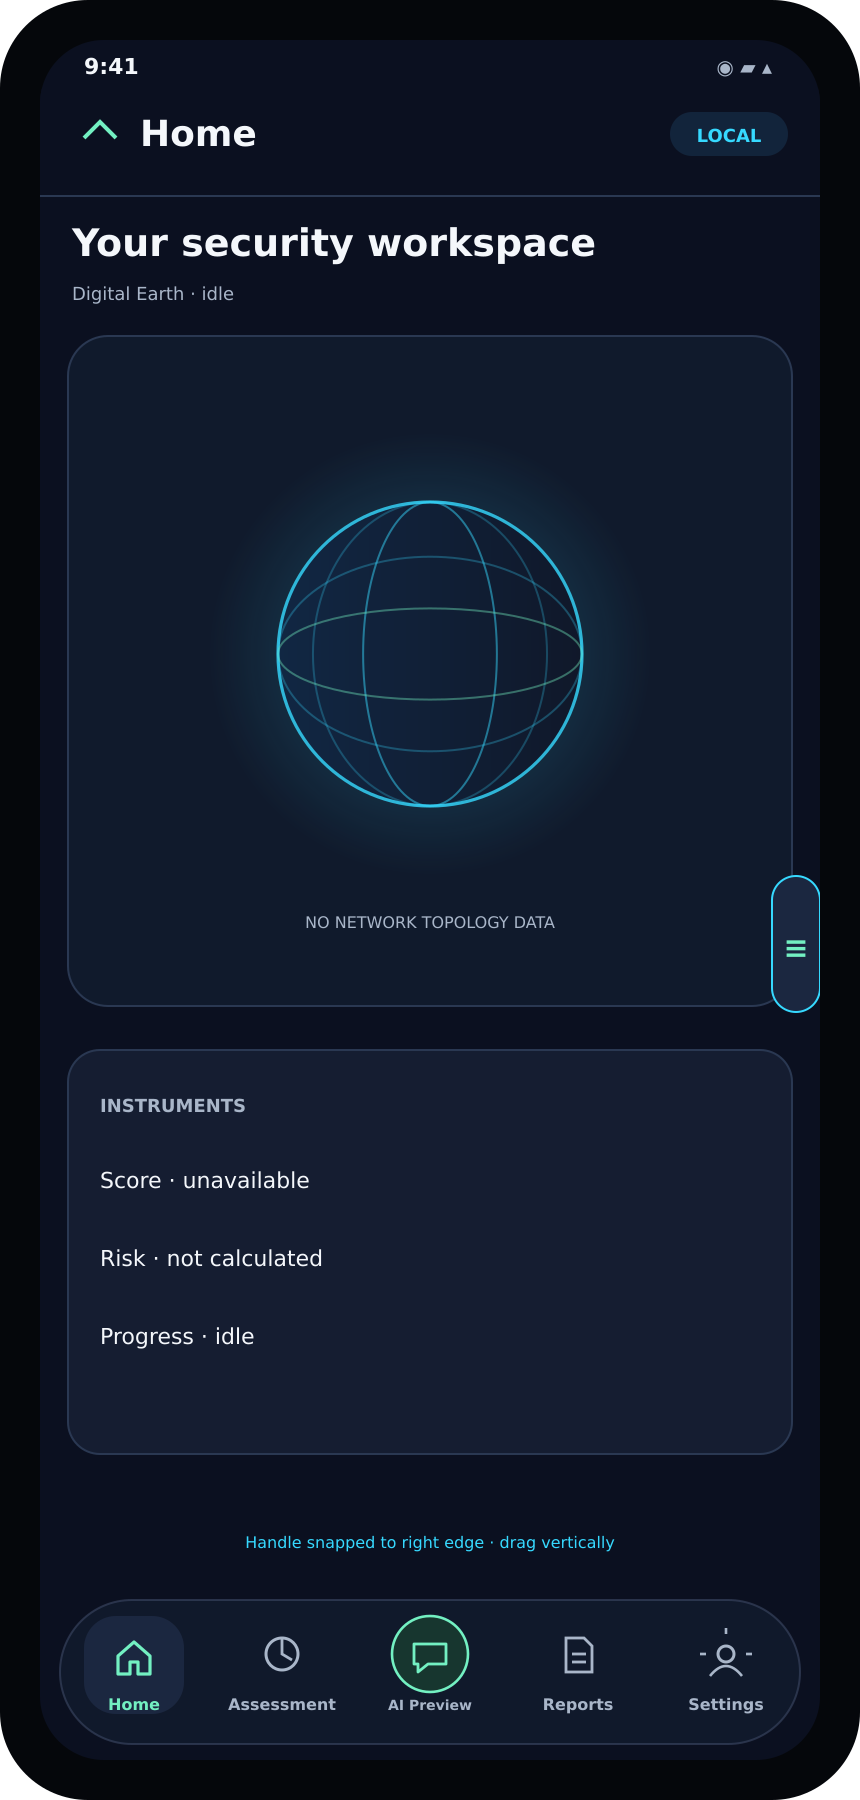 9:41
Home
LOCAL
Your security workspace
Digital Earth · idle
NO NETWORK TOPOLOGY DATA
INSTRUMENTS
Score · unavailable
Risk · not calculated
Progress · idle
Handle snapped to right edge · drag vertically
Home
Assessment
AI Preview
Reports
Settings